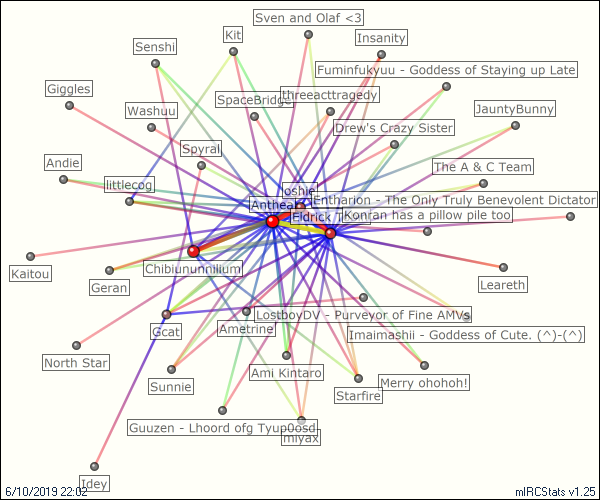 Sven and Olaf <3
Kit
Insanity
Senshi
Fuminfukyuu - Goddess of Staying up Late
Giggles
SpaceBridge
threeacttragedy
Washuu
JauntyBunny
Drew's Crazy Sister
Spyral
Andie
The A & C Team
littlecog
Joshie
Anthea
Entharion - The Only Truly Benevolent Dictator
Eldrick
Konran has a pillow pile too
Kaitou
Chibiununnilium
Geran
Leareth
LostboyDV - Purveyor of Fine AMVs
Gcat
Ametrine
Imaimashii - Goddess of Cute. (^)-(^)
North Star
Ami Kintaro
Sunnie
Merry ohohoh!
Starfire
Guuzen - Lhoord ofg Tyup0osd
miyax
Idey
6/10/2019 22:02
mIRCStats v1.25